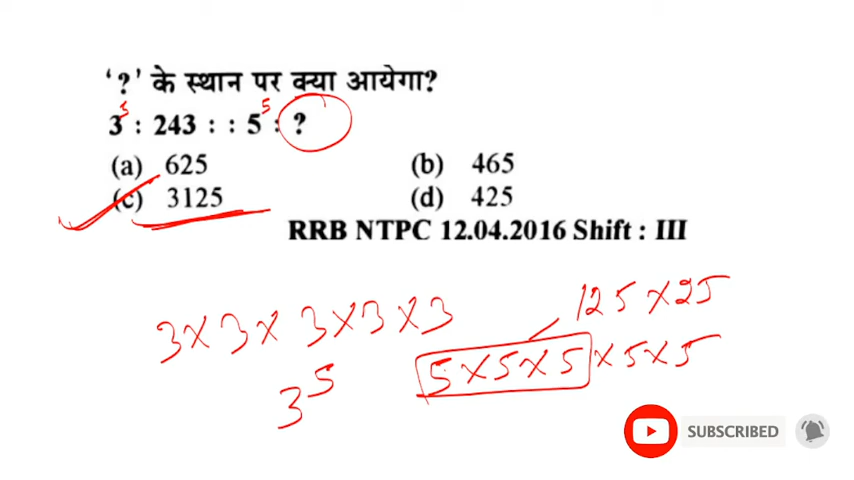 '?' के स्थान पर क्या आयेगा?
3⁵ : 243 : : 5⁵ : ?
(a) 625 (b) 465
(c) 3125 (d) 425
RRB NTPC 12.04.2016 Shift : III
3 × 3 × 3 × 3 × 3
125 × 25
5 × 5 × 5 × 5 × 5
3⁵
SUBSCRIBED